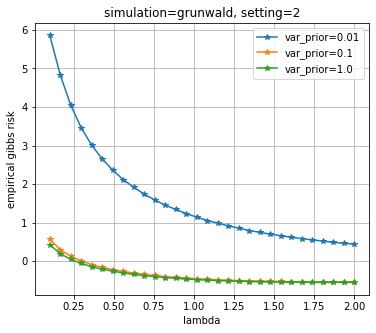 simulation=grunwald, setting=2
6
5
4
3
2
1
0
empirical gibbs risk
var_prior=0.01
var_prior=0.1
var_prior=1.0
0.25 0.50 0.75 1.00 1.25 1.50 1.75 2.00
lambda